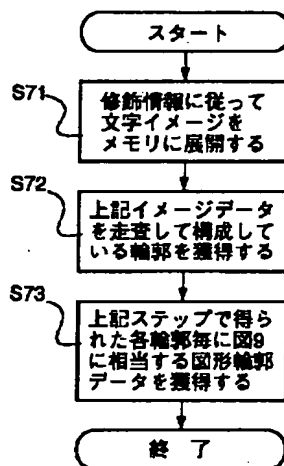 スタート
S71
修飾情報に従って
文字イメージを
メモリに展開する
S72
上記イメージデータ
を走査して構成して
いる輪郭を獲得する
S73
上記ステップで得ら
れた各輪郭毎に図9
に相当する図形輪郭
データを獲得する
終了